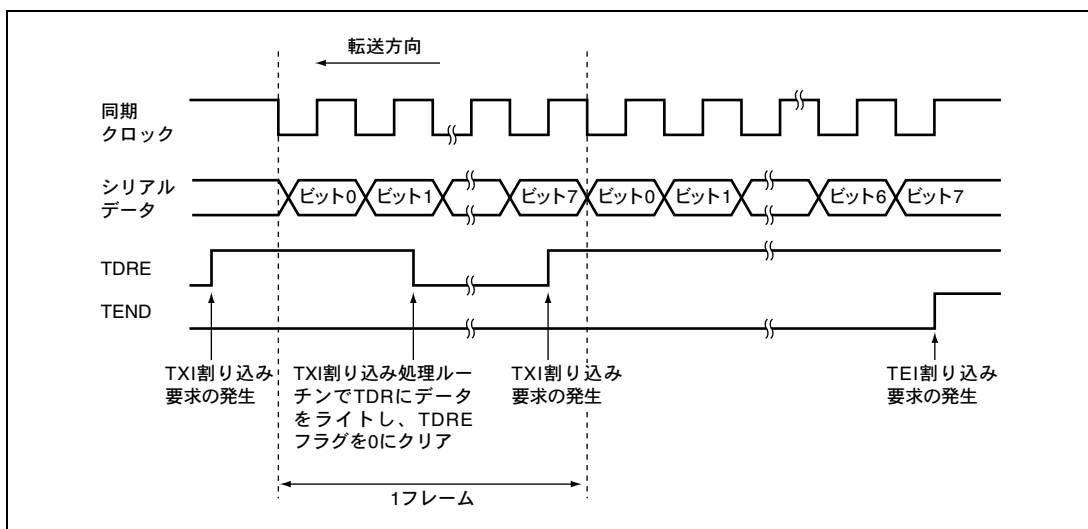 転送方向
同期
クロック
シリアル
データ
ビット0
ビット1
ビット7
ビット0
ビット1
ビット6
ビット7
TDRE
TEND
TXI割り込み
要求の発生
TXI割り込み処理ルー
チンでTDRにデータ
をライトし、TDRE
フラグを0にクリア
TXI割り込み
要求の発生
TEI割り込み
要求の発生
1フレーム